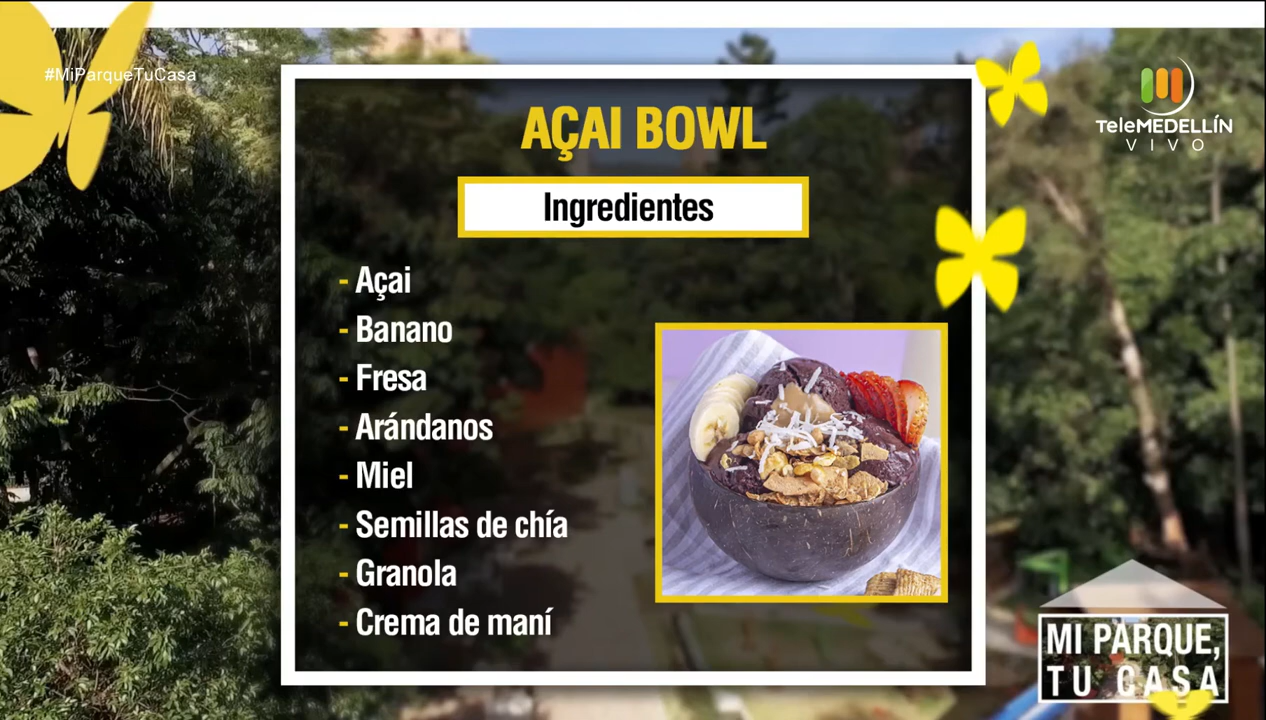 #MiParqueTuCasa
AÇAI BOWL
TeleMEDELLÍN
VIVO
Ingredientes
- Açai
- Banano
- Fresa
- Arándanos
- Miel
- Semillas de chía
- Granola
- Crema de maní
MI PARQUE,
TU CASA